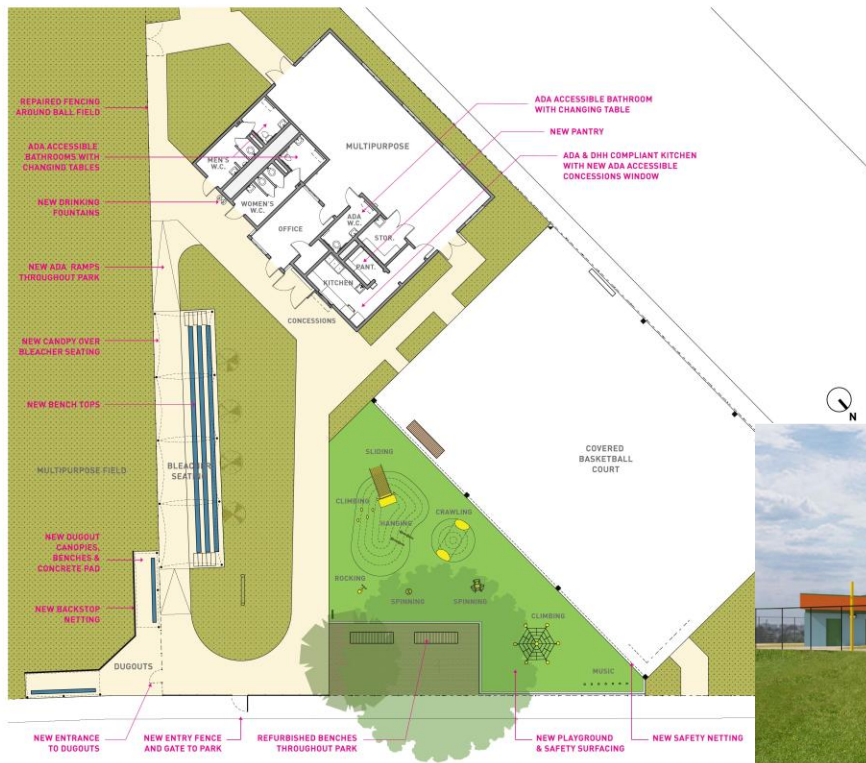 REPAIRED FENCING
AROUND BALL FIELD
ADA ACCESSIBLE
BATHROOMS WITH
CHANGING TABLES
NEW DRINKING
FOUNTAINS
NEW ADA RAMPS
THROUGHOUT PARK
NEW CANOPY OVER
BLEACHER SEATING
NEW BENCH TOPS
MULTIPURPOSE FIELD
BLEACHER
SEATING
NEW DUGOUT
CANOPIES,
BENCHES &
CONCRETE PAD
NEW BACKSTOP
NETTING
DUGOUTS
NEW ENTRANCE
TO DUGOUTS
NEW ENTRY FENCE
AND GATE TO PARK
REFURBISHED BENCHES
THROUGHOUT PARK
NEW PLAYGROUND
& SAFETY SURFACING
NEW SAFETY NETTING
MEN'S
W.C.
WOMEN'S
W.C.
OFFICE
MULTIPURPOSE
ADA
W.C.
STOR.
PANT.
KITCHEN
CONCESSIONS
ADA ACCESSIBLE BATHROOM
WITH CHANGING TABLE
NEW PANTRY
ADA & DHH COMPLIANT KITCHEN
WITH NEW ADA ACCESSIBLE
CONCESSIONS WINDOW
N
COVERED
BASKETBALL
COURT
SLIDING
CLIMBING
HANGING
CRAWLING
ROCKING
SPINNING
SPINNING
CLIMBING
MUSIC